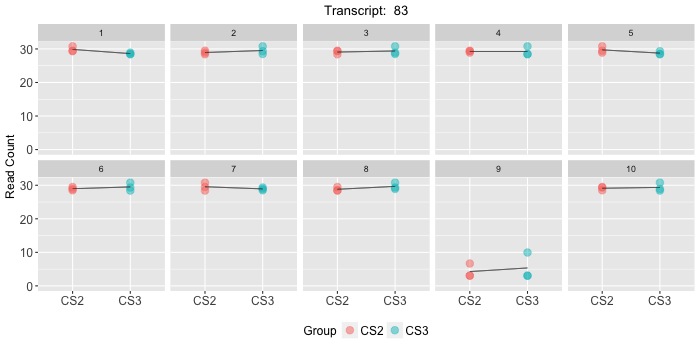 Transcript: 83
1 2 3 4 5
30
20
10
0
Read Count
6 7 8 9 10
30
20
10
0
CS2 CS3 CS2 CS3 CS2 CS3 CS2 CS3 CS2 CS3
Group CS2 CS3